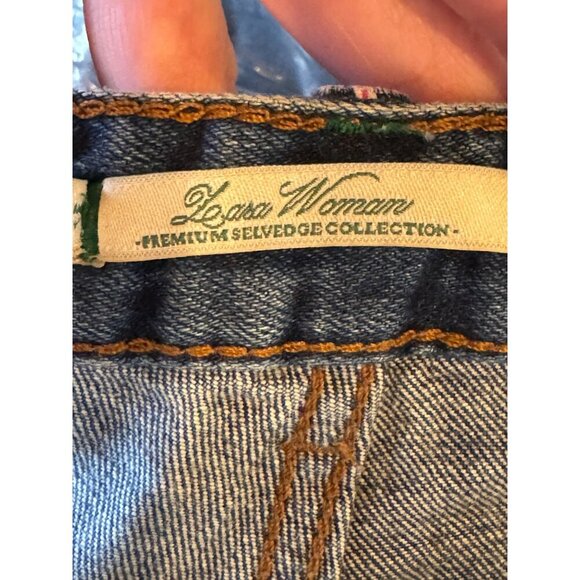 Zara Woman
-PREMIUM SELVEDGE COLLECTION-